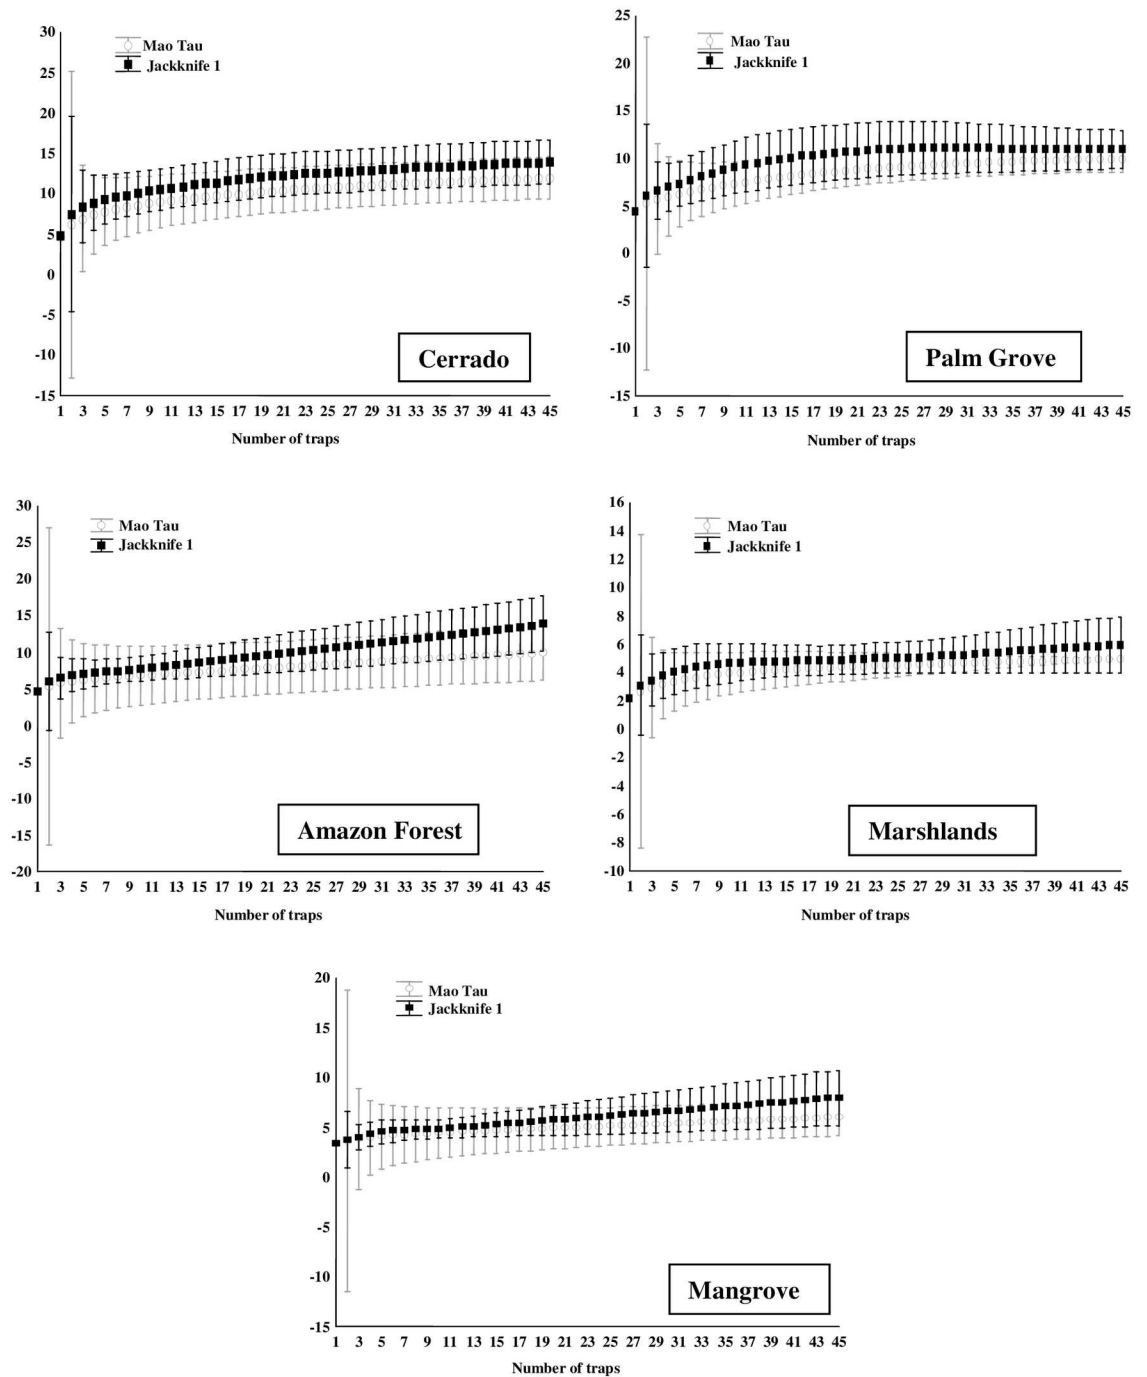 30
25
20
15
10
5
0
-5
-10
-15
Mao Tau
Jackknife 1
Cerrado
1 3 5 7 9 11 13 15 17 19 21 23 25 27 29 31 33 35 37 39 41 43 45
Number of traps
25
20
15
10
5
0
-5
-10
-15
Mao Tau
Jackknife 1
Palm Grove
1 3 5 7 9 11 13 15 17 19 21 23 25 27 29 31 33 35 37 39 41 43 45
Number of traps
30
25
20
15
10
5
0
-5
-10
-15
-20
Mao Tau
Jackknife 1
Amazon Forest
1 3 5 7 9 11 13 15 17 19 21 23 25 27 29 31 33 35 37 39 41 43 45
Number of traps
16
14
12
10
8
6
4
2
0
-2
-4
-6
-8
-10
Mao Tau
Jackknife 1
Marshlands
1 3 5 7 9 11 13 15 17 19 21 23 25 27 29 31 33 35 37 39 41 43 45
Number of traps
20
15
10
5
0
-5
-10
-15
Mao Tau
Jackknife 1
Mangrove
1 3 5 7 9 11 13 15 17 19 21 23 25 27 29 31 33 35 37 39 41 43 45
Number of traps